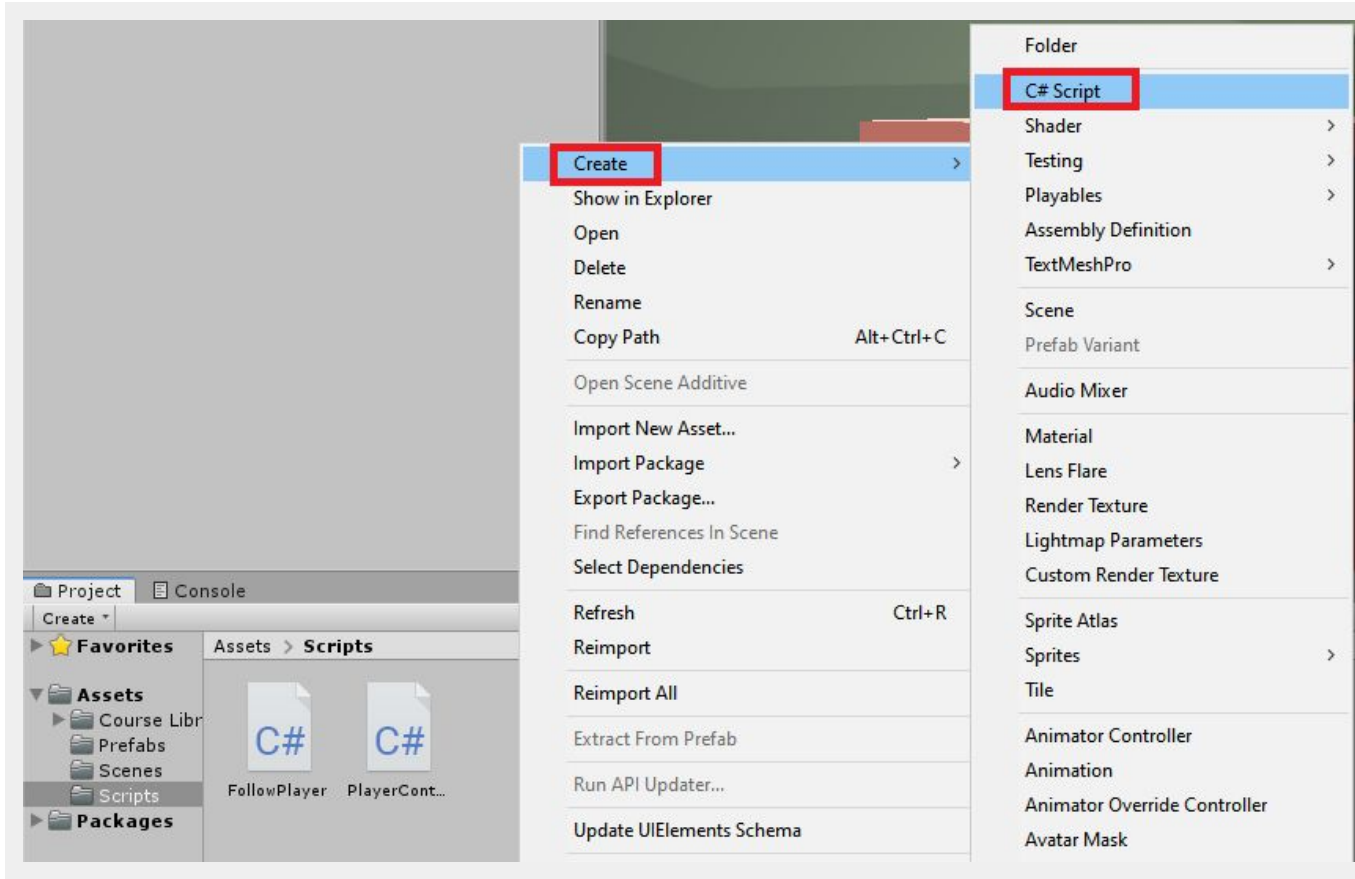 Folder
C# Script
Shader
Testing
Playables
Assembly Definition
TextMeshPro
Scene
Prefab Variant
Audio Mixer
Material
Lens Flare
Render Texture
Lightmap Parameters
Custom Render Texture
Sprite Atlas
Sprites
Tile
Animator Controller
Animation
Animator Override Controller
Avatar Mask
Create
Show in Explorer
Open
Delete
Rename
Copy Path Alt+Ctrl+C
Open Scene Additive
Import New Asset...
Import Package
Export Package...
Find References In Scene
Select Dependencies
Refresh Ctrl+R
Reimport
Reimport All
Extract From Prefab
Run API Updater...
Update UIElements Schema
Project Console
Create
Favorites
Assets
Course Libr
Prefabs
Scenes
Scripts
Packages
Assets > Scripts
C# C#
FollowPlayer PlayerCont...